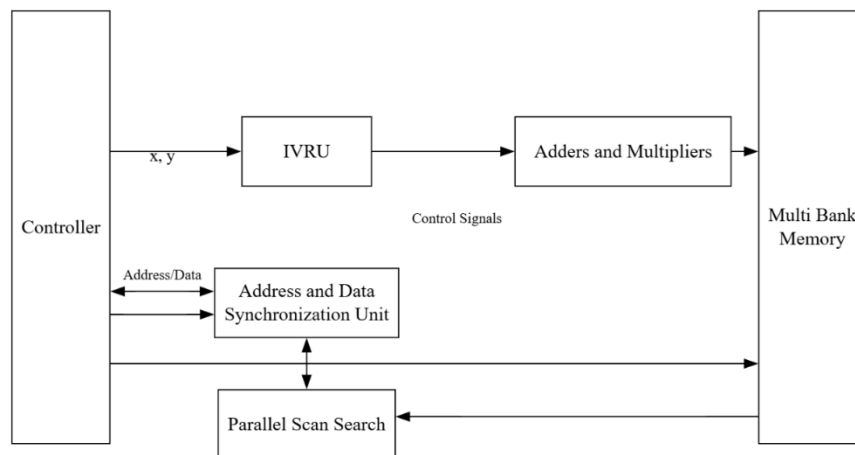 x, y
IVRU
Adders and Multipliers
Control Signals
Controller
Multi Bank
Memory
Address/Data
Address and Data
Synchronization Unit
Parallel Scan Search